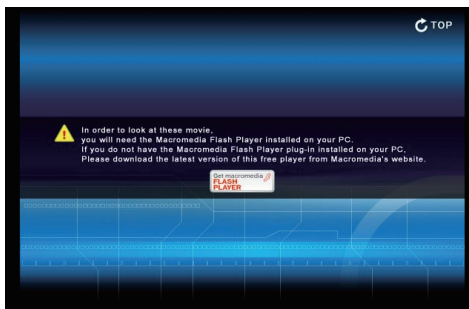 TOP
In order to look at these movie,
you will need the Macromedia Flash Player installed on your PC.
If you do not have the Macromedia Flash Player plug-in installed on your PC,
Please download the latest version of this free player from Macromedia's website.
Get macromedia
FLASH
PLAYER